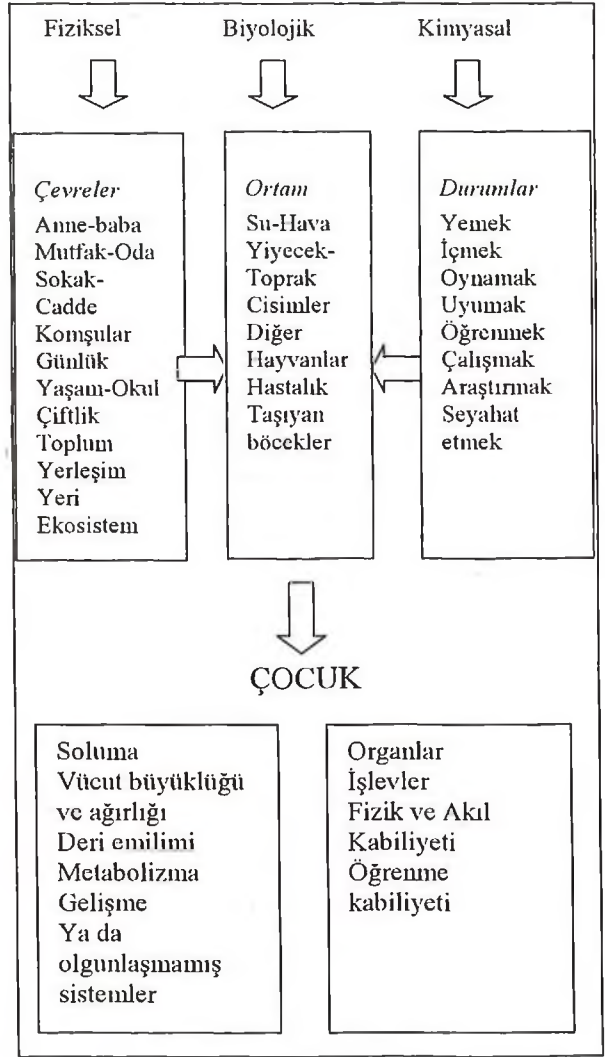 Fiziksel Biyolojik Kimyasal
Çevreler
Anne-baba
Mutfak-Oda
Sokak-
Cadde
Komşular
Günlük
Yaşam-Okul
Çiftlik
Toplum
Yerleşim
Yeri
Ekosistem
Ortam
Su-Hava
Yiyecek-
Toprak
Cisimler
Diğer
Hayvanlar
Hastalık
Taşıyan
böcekler
Durumlar
Yemek
İçmek
Oynamak
Uyumak
Öğrenmek
Çalışmak
Araştırmak
Seyahat
etmek
ÇOCUK
Soluma
Vücut büyüklüğü
ve ağırlığı
Deri emilimi
Metabolizma
Gelişme
Ya da
olgunlaşmamış
sistemler
Organlar
İşlevler
Fizik ve Akıl
Kabiliyeti
Öğrenme
kabiliyeti